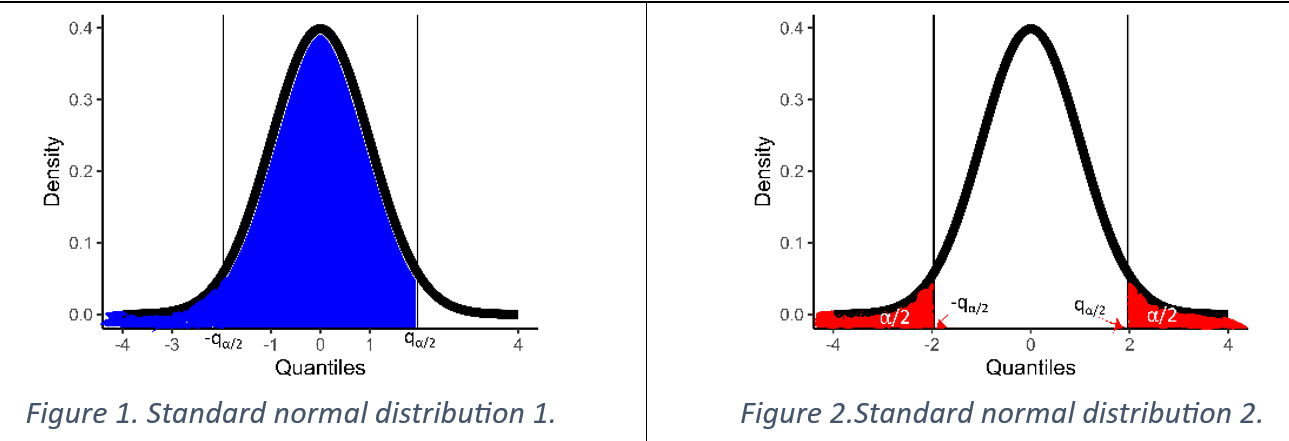 0.4
0.3
0.2
0.1
0.0
Density
-4 -3 -qα/2 -1 0 1 qα/2 4
Quantiles
Figure 1. Standard normal distribution 1.
0.4
0.3
0.2
0.1
0.0
Density
α/2 -qα/2 qα/2 α/2
-4 -2 0 2 4
Quantiles
Figure 2.Standard normal distribution 2.